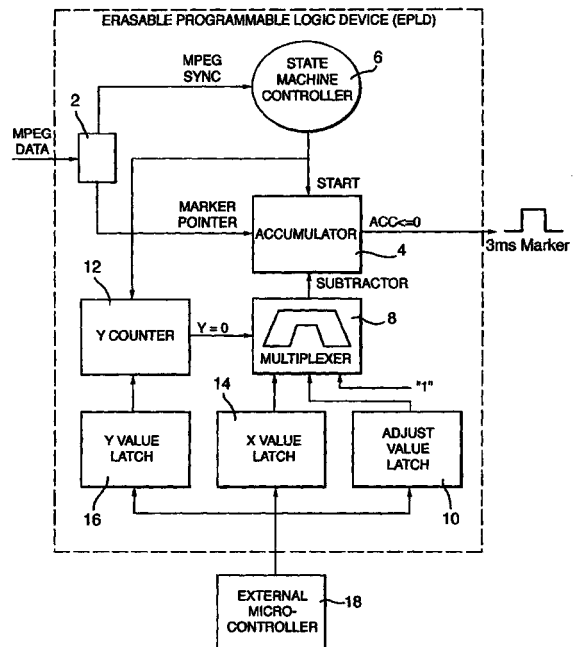 ERASABLE PROGRAMMABLE LOGIC DEVICE (EPLD)
MPEG
SYNC
STATE
MACHINE
CONTROLLER
6
2
MPEG
DATA
START
MARKER
POINTER
ACCUMULATOR
ACC<=0
3ms Marker
4
SUBTRACTOR
12
Y COUNTER
Y = 0
8
MULTIPLEXER
"1"
14
Y VALUE
LATCH
X VALUE
LATCH
ADJUST
VALUE
LATCH
16
10
EXTERNAL
MICRO-
CONTROLLER
18